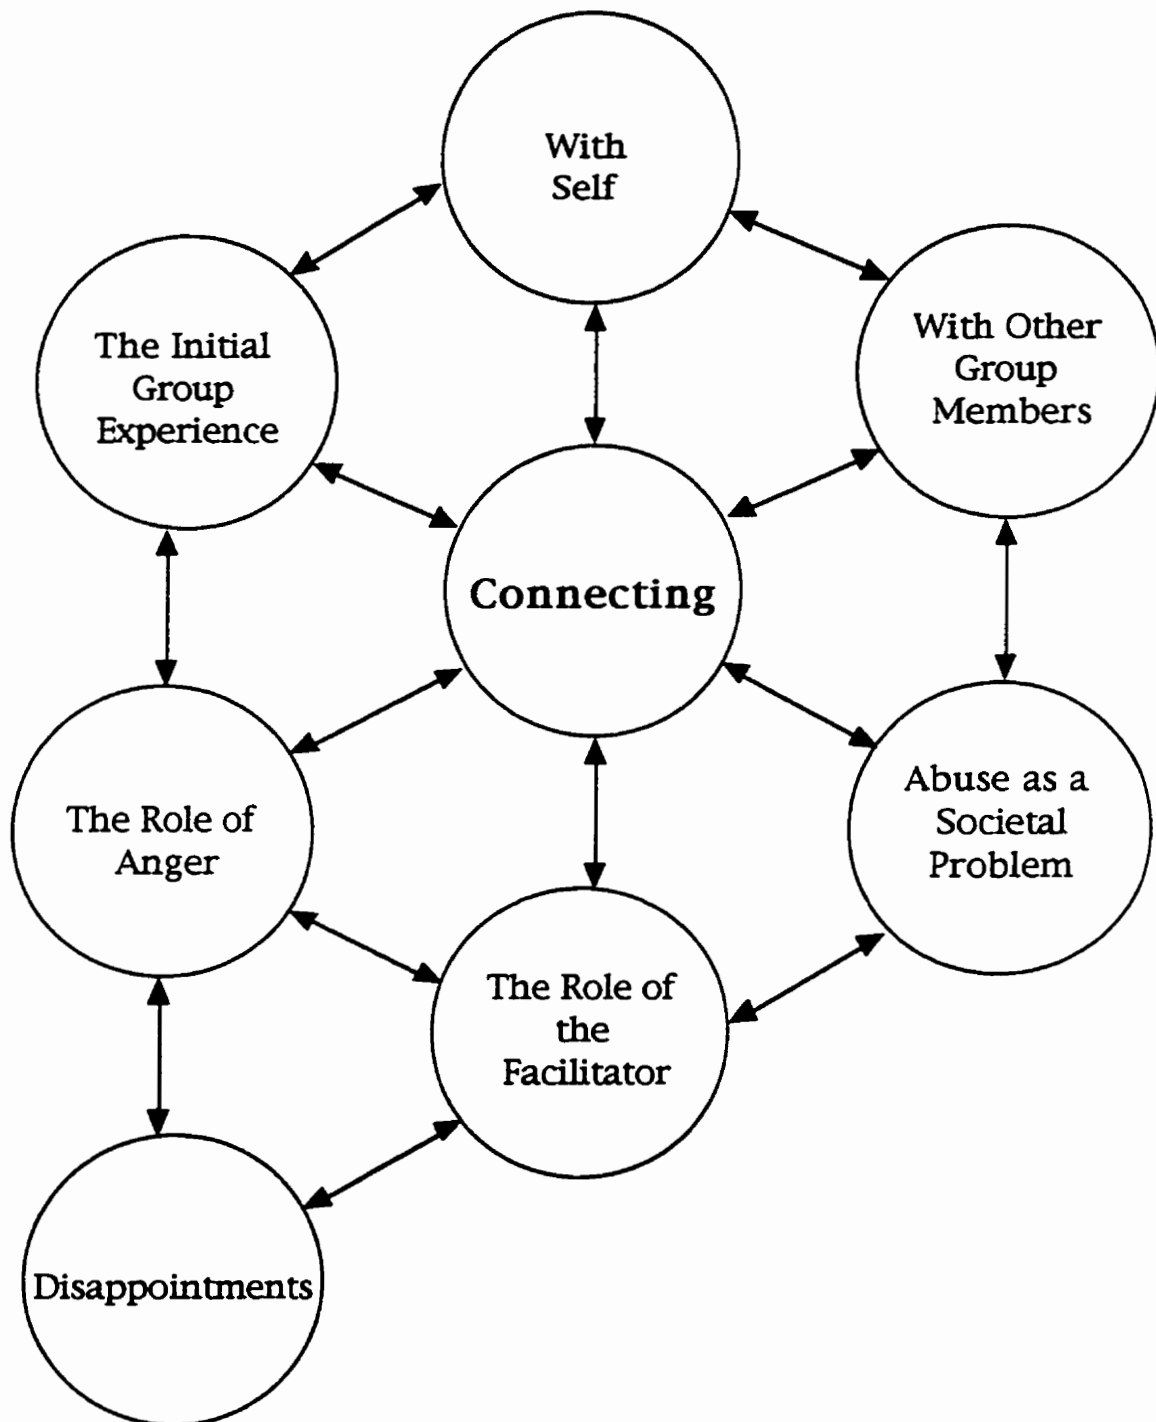 With
Self
The Initial
Group
Experience
With Other
Group
Members
Connecting
The Role of
Anger
Abuse as a
Societal
Problem
The Role of
the
Facilitator
Disappointments